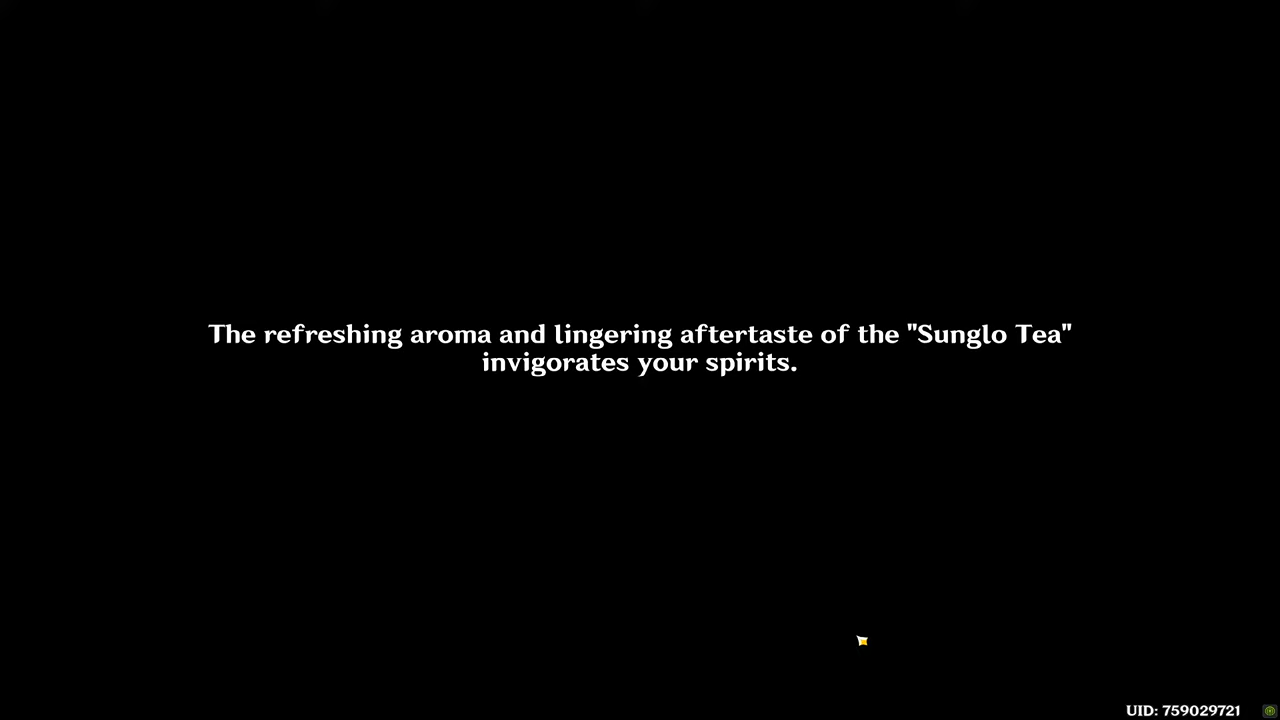 The refreshing aroma and lingering aftertaste of the "Sunglo Tea"
invigorates your spirits.
UID: 759029721